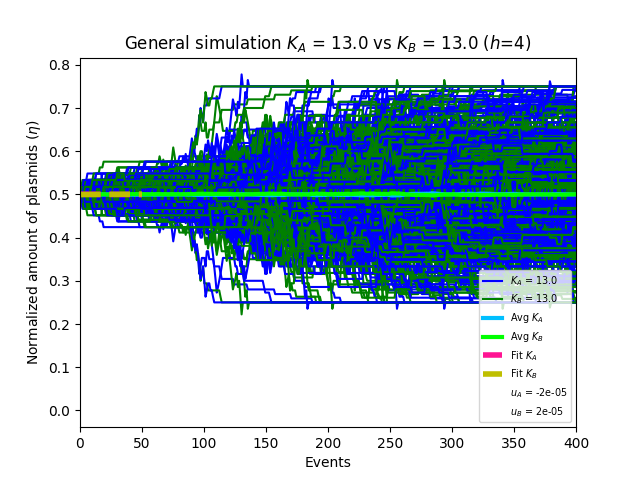 General simulation K_A = 13.0 vs K_B = 13.0 (h=4)
Normalized amount of plasmids (η)
0.8
0.7
0.6
0.5
0.4
0.3
0.2
0.1
0.0
K_A = 13.0
K_B = 13.0
Avg K_A
Avg K_B
Fit K_A
Fit K_B
u_A = -2e-05
u_B = 2e-05
0 50 100 150 200 250 300 350 400
Events